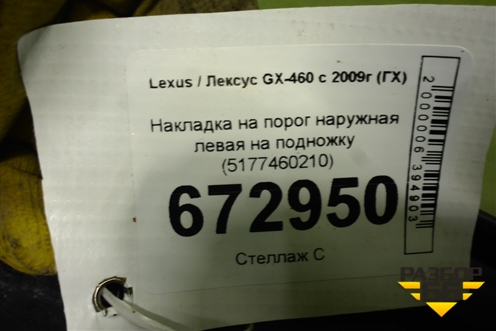 Lexus / Лексус GX-460 с 2009г (ГХ)
Накладка на порог наружная
левая на подножку
(5177460210)
672950
Стеллаж С
2000006394903
РАЗБОР